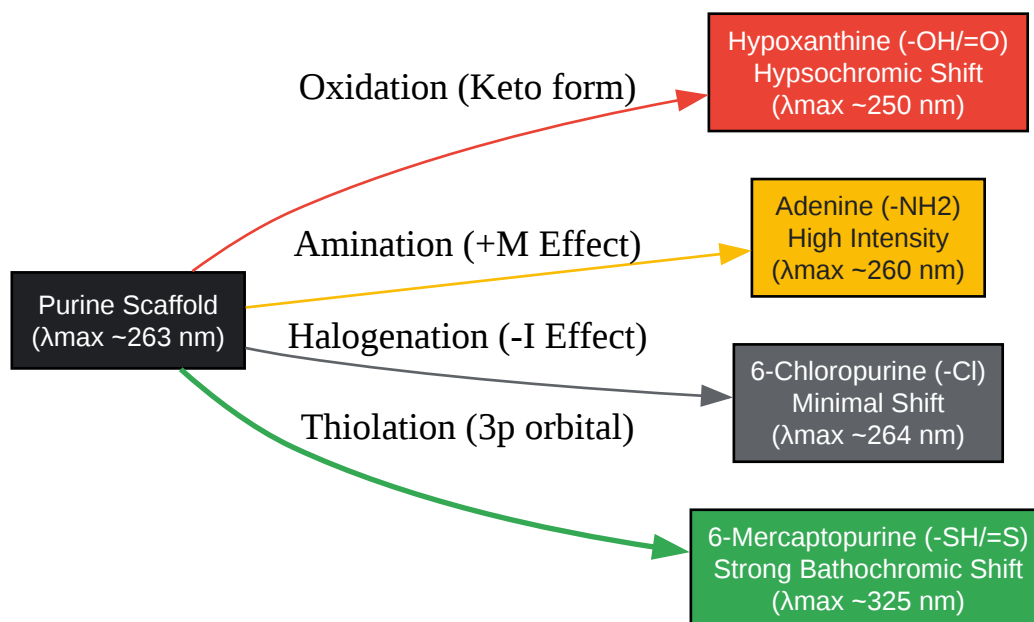 Purine Scaffold
(λmax ~263 nm)
Oxidation (Keto form)
Hypoxanthine (-OH/=O)
Hypsochromic Shift
(λmax ~250 nm)
Amination (+M Effect)
Adenine (-NH2)
High Intensity
(λmax ~260 nm)
Halogenation (-I Effect)
6-Chloropurine (-Cl)
Minimal Shift
(λmax ~264 nm)
Thiolation (3p orbital)
6-Mercaptopurine (-SH/=S)
Strong Bathochromic Shift
(λmax ~325 nm)